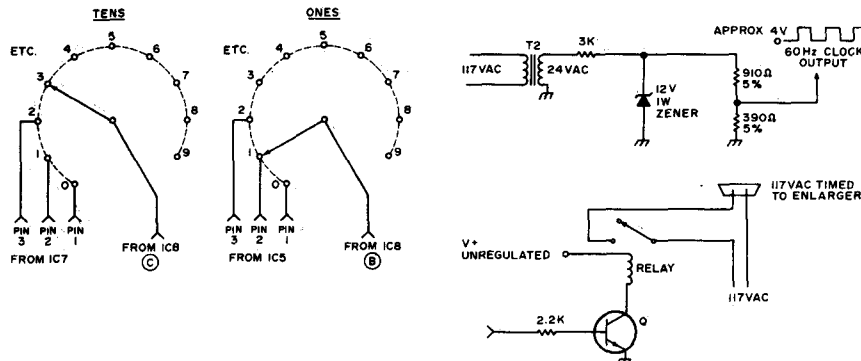 TENS
ETC.
0
1
2
3
4
5
6
7
8
9
PIN 3
PIN 2
PIN 1
FROM IC7
FROM IC8
C
ONES
ETC.
0
1
2
3
4
5
6
7
8
9
PIN 3
PIN 2
PIN 1
FROM IC5
FROM IC8
B
117VAC
T2
24VAC
3K
12V
1W
ZENER
APPROX 4V
60Hz CLOCK
OUTPUT
910Ω
5%
390Ω
5%
117VAC TIMED
TO ENLARGER
V+
UNREGULATED
RELAY
117VAC
2.2K
Q